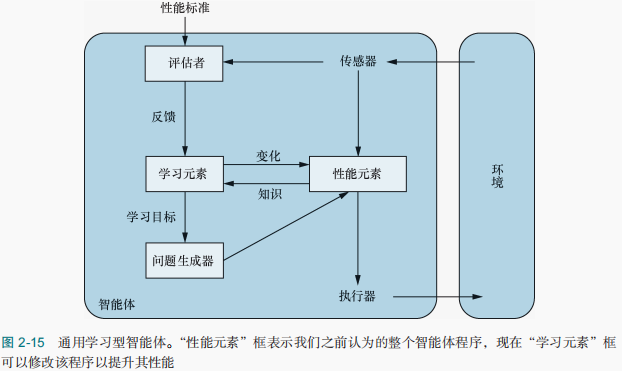 性能标准
评估者
传感器
反馈
变化
学习元素
性能元素
知识
环境
学习目标
问题生成器
执行器
智能体
图 2-15 通用学习型智能体。“性能元素”框表示我们之前认为的整个智能体程序，现在“学习元素”框
可以修改该程序以提升其性能